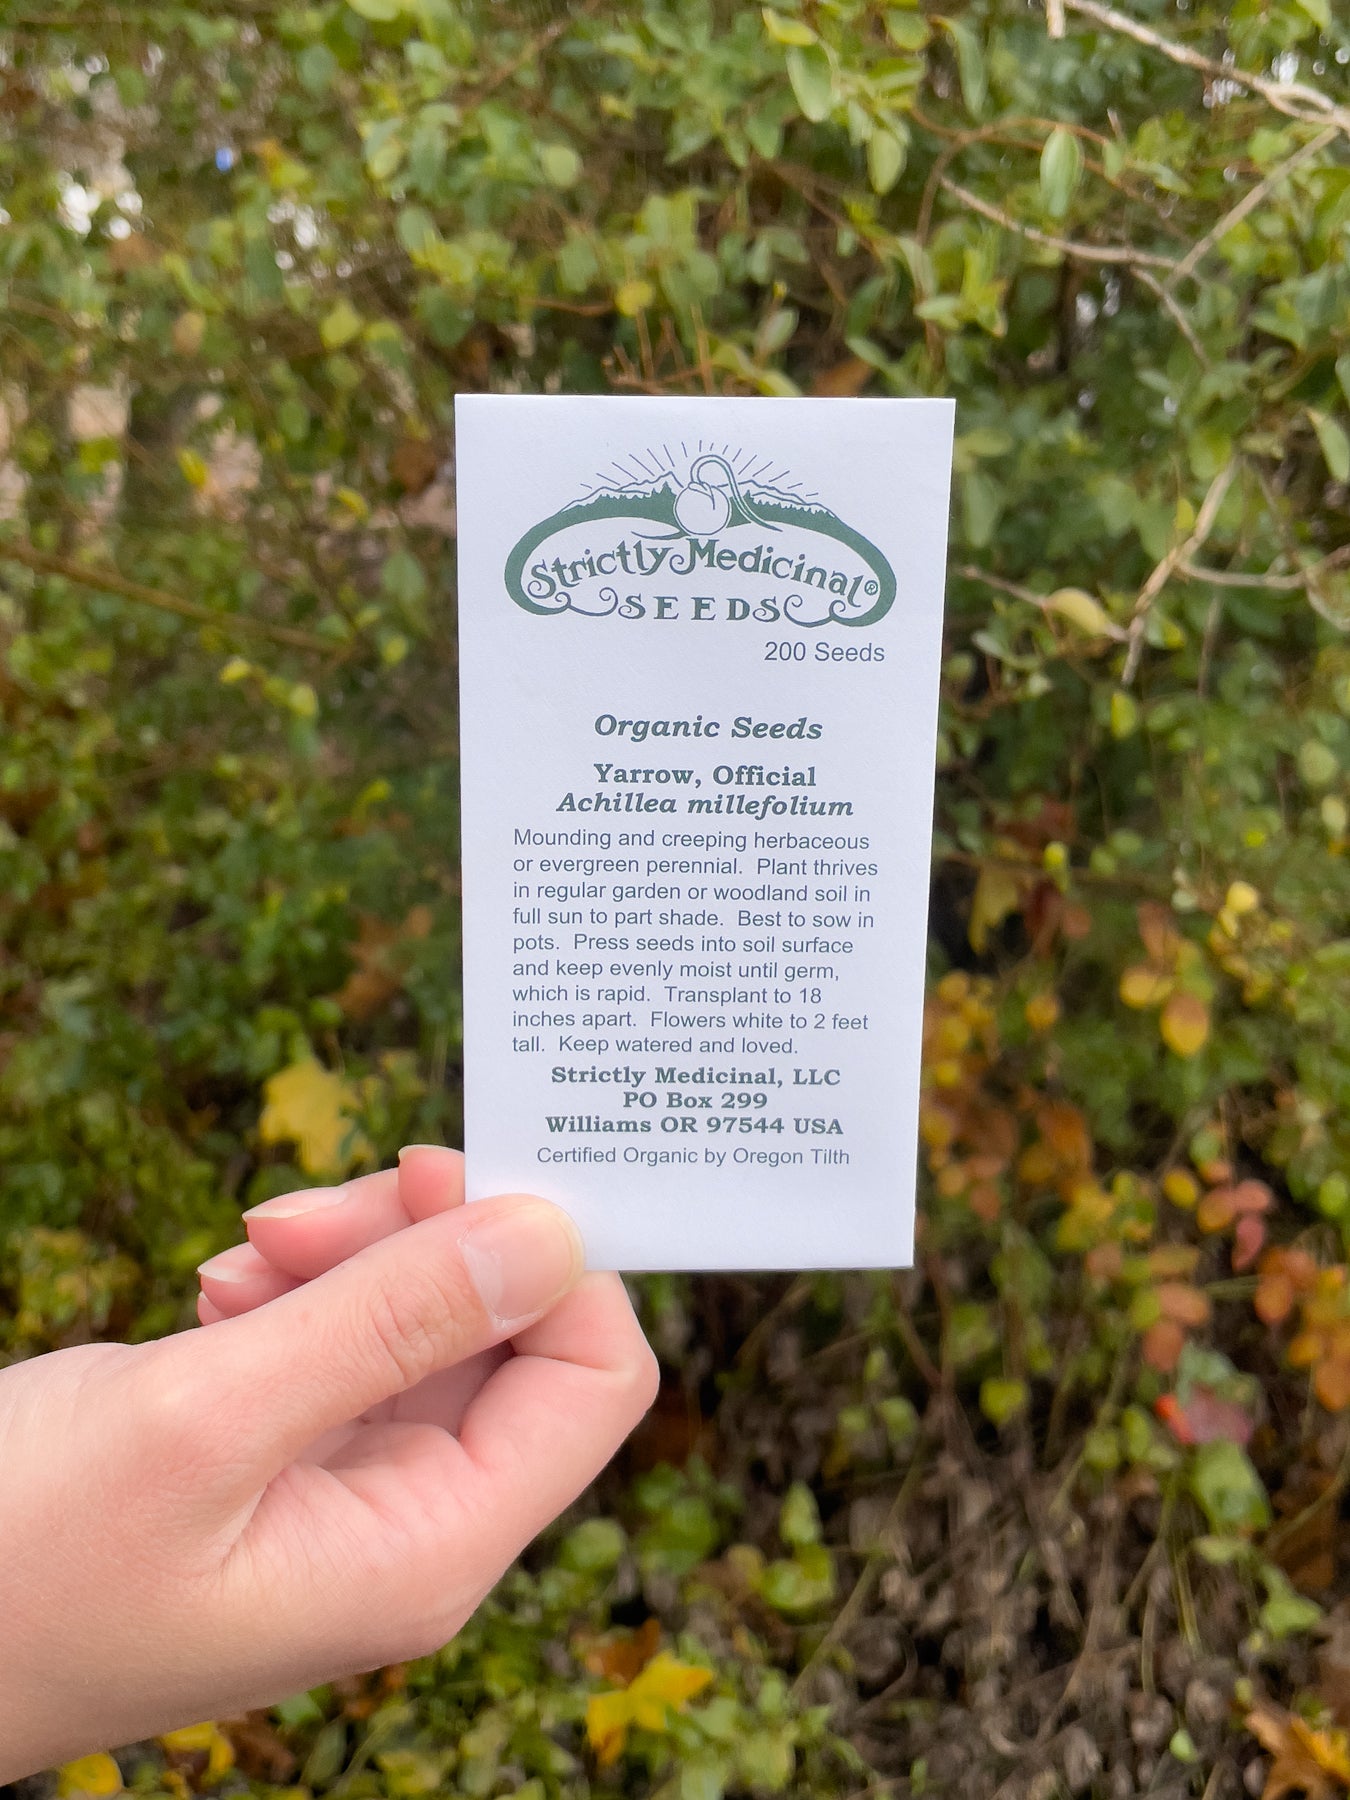 Strictly Medicinal®
SEEDS
200 Seeds
Organic Seeds
Yarrow, Official
Achillea millefolium
Mounding and creeping herbaceous
or evergreen perennial.  Plant thrives
in regular garden or woodland soil in
full sun to part shade.  Best to sow in
pots.  Press seeds into soil surface
and keep evenly moist until germ,
which is rapid.  Transplant to 18
inches apart.  Flowers white to 2 feet
tall.  Keep watered and loved.
Strictly Medicinal, LLC
PO Box 299
Williams OR 97544 USA
Certified Organic by Oregon Tilth